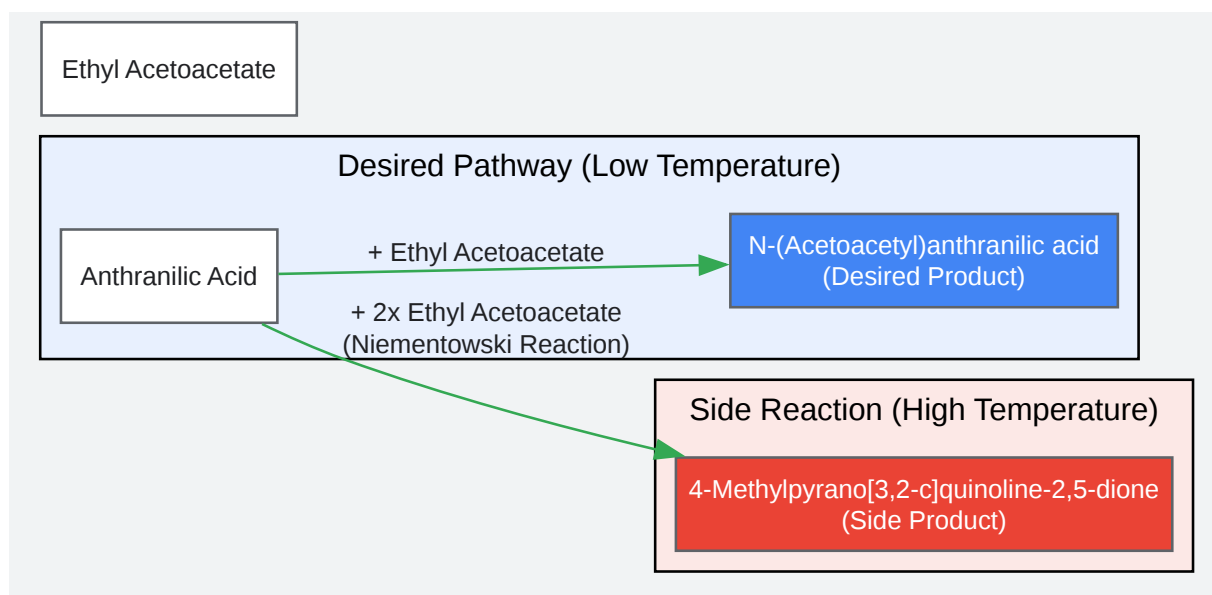 Ethyl Acetoacetate
Desired Pathway (Low Temperature)
Anthranilic Acid
+ Ethyl Acetoacetate
N-(Acetoacetyl)anthranilic acid
(Desired Product)
+ 2x Ethyl Acetoacetate
(Niementowski Reaction)
Side Reaction (High Temperature)
4-Methylpyrano[3,2-c]quinoline-2,5-dione
(Side Product)